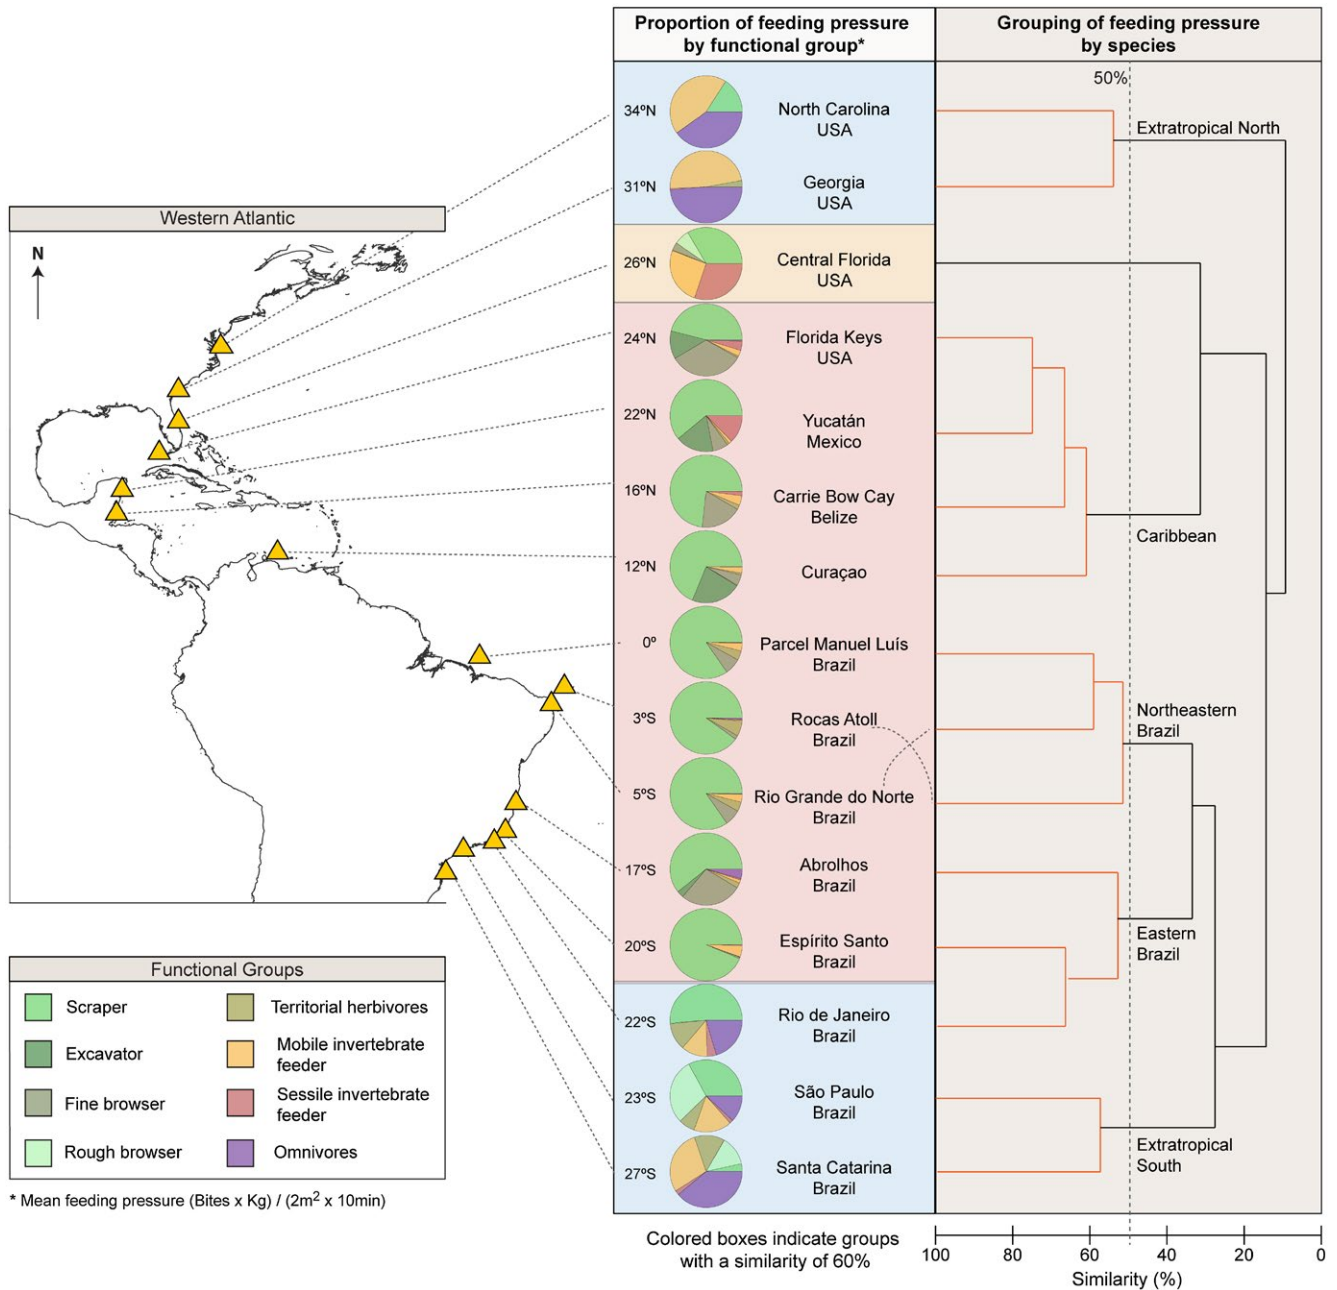 Proportion of feeding pressure
by functional group*
Grouping of feeding pressure
by species
50%
34ºN
North Carolina
USA
Extratropical North
31ºN
Georgia
USA
Western Atlantic
N
26ºN
Central Florida
USA
24ºN
Florida Keys
USA
22ºN
Yucatán
Mexico
16ºN
Carrie Bow Cay
Belize
Caribbean
12ºN
Curaçao
0º
Parcel Manuel Luís
Brazil
3ºS
Rocas Atoll
Brazil
Northeastern
Brazil
5ºS
Rio Grande do Norte
Brazil
17ºS
Abrolhos
Brazil
20ºS
Espírito Santo
Brazil
Eastern
Brazil
22ºS
Rio de Janeiro
Brazil
23ºS
São Paulo
Brazil
Extratropical
South
27ºS
Santa Catarina
Brazil
Functional Groups
Scraper
Territorial herbivores
Excavator
Mobile invertebrate
feeder
Fine browser
Sessile invertebrate
feeder
Rough browser
Omnivores
* Mean feeding pressure (Bites x Kg) / (2m² x 10min)
Colored boxes indicate groups
with a similarity of 60%
100 80 60 40 20 0
Similarity (%)